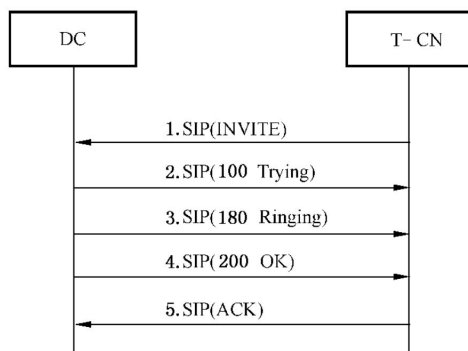 DC
T-CN
1.SIP(INVITE)
2.SIP(100 Trying)
3.SIP(180 Ringing)
4.SIP(200 OK)
5.SIP(ACK)